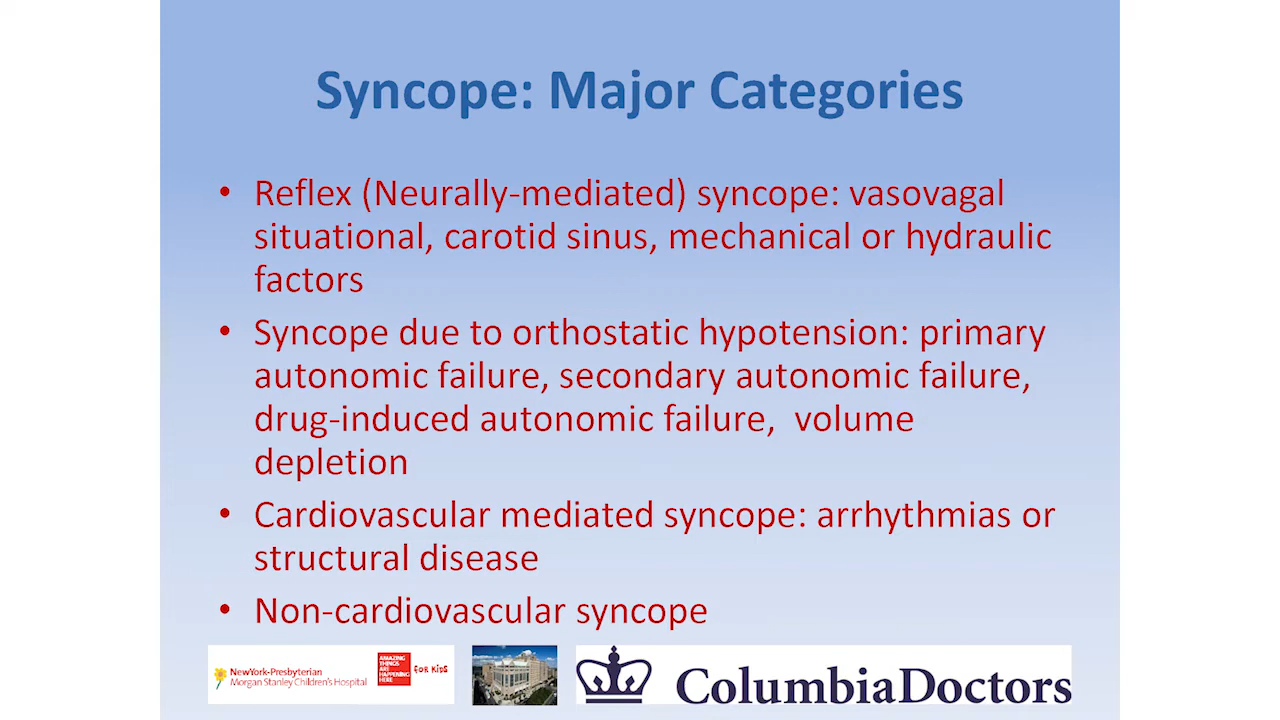 Syncope: Major Categories
• Reflex (Neurally-mediated) syncope: vasovagal
situational, carotid sinus, mechanical or hydraulic
factors
• Syncope due to orthostatic hypotension: primary
autonomic failure, secondary autonomic failure,
drug-induced autonomic failure,  volume
depletion
• Cardiovascular mediated syncope: arrhythmias or
structural disease
• Non-cardiovascular syncope
NewYork-Presbyterian
Morgan Stanley Children's Hospital
AMAZING
THINGS
ARE
HAPPENING
HERE
FOR KIDS
ColumbiaDoctors